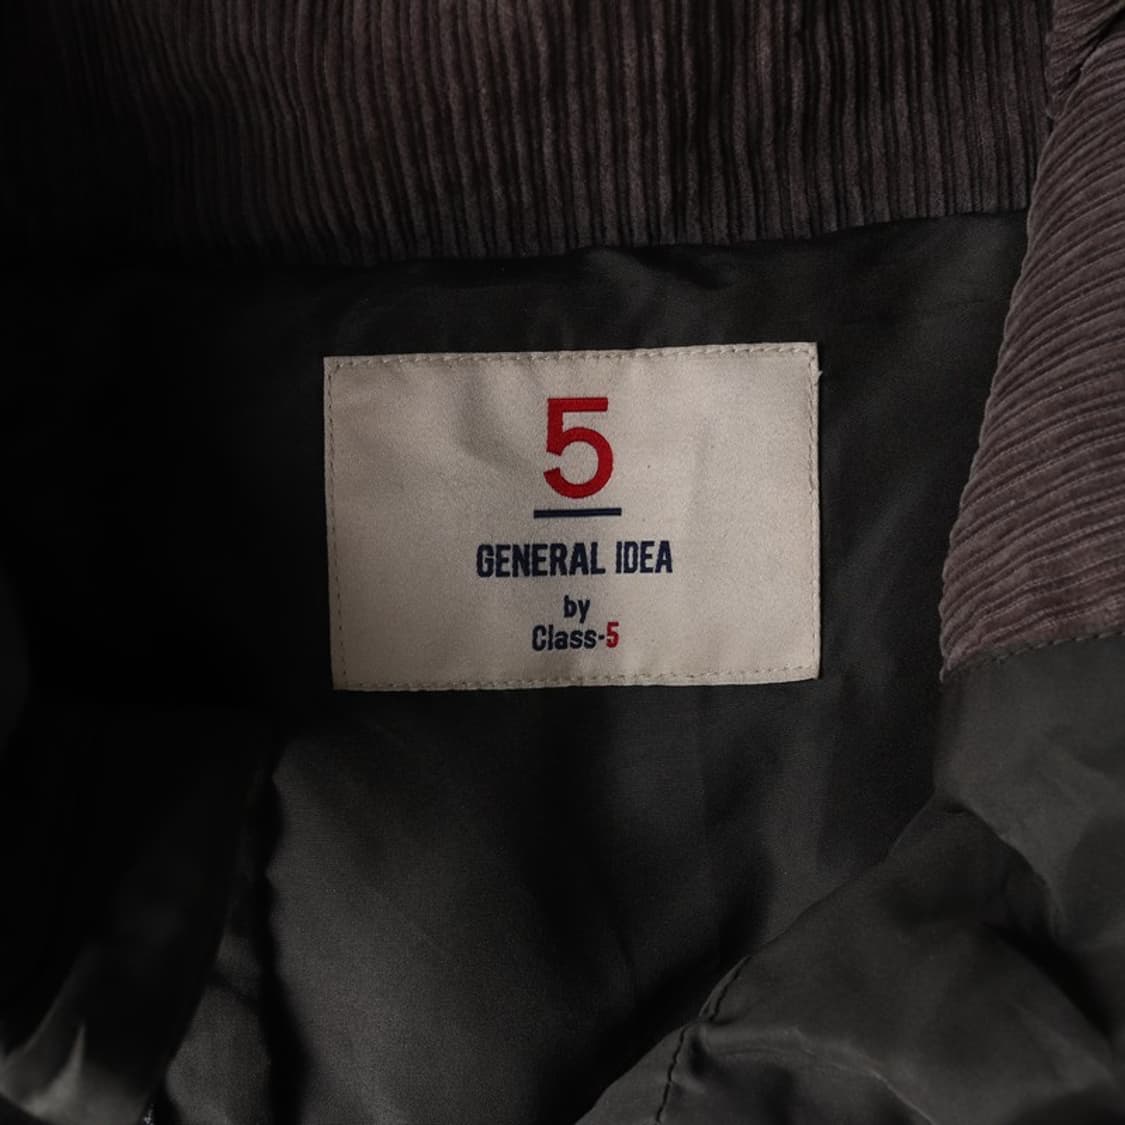 5
GENERAL IDEA
by
Class-5